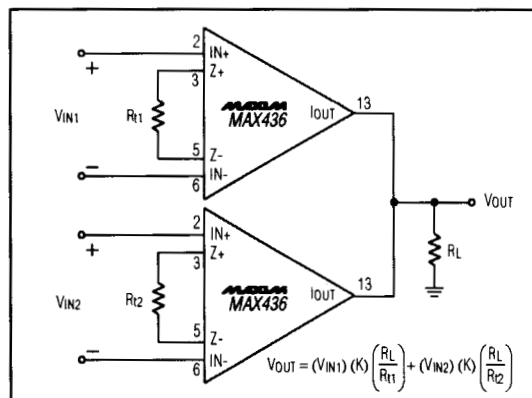 2
IN+
+
Z+
3
VIN1
Rt1
MAXIM
MAX436
IOUT
13
5
Z-
−
IN-
6
VOUT
RL
2
IN+
+
Z+
3
VIN2
Rt2
MAXIM
MAX436
IOUT
13
5
Z-
−
IN-
6
VOUT = (VIN1) (K) (RL/Rt1) + (VIN2) (K) (RL/Rt2)